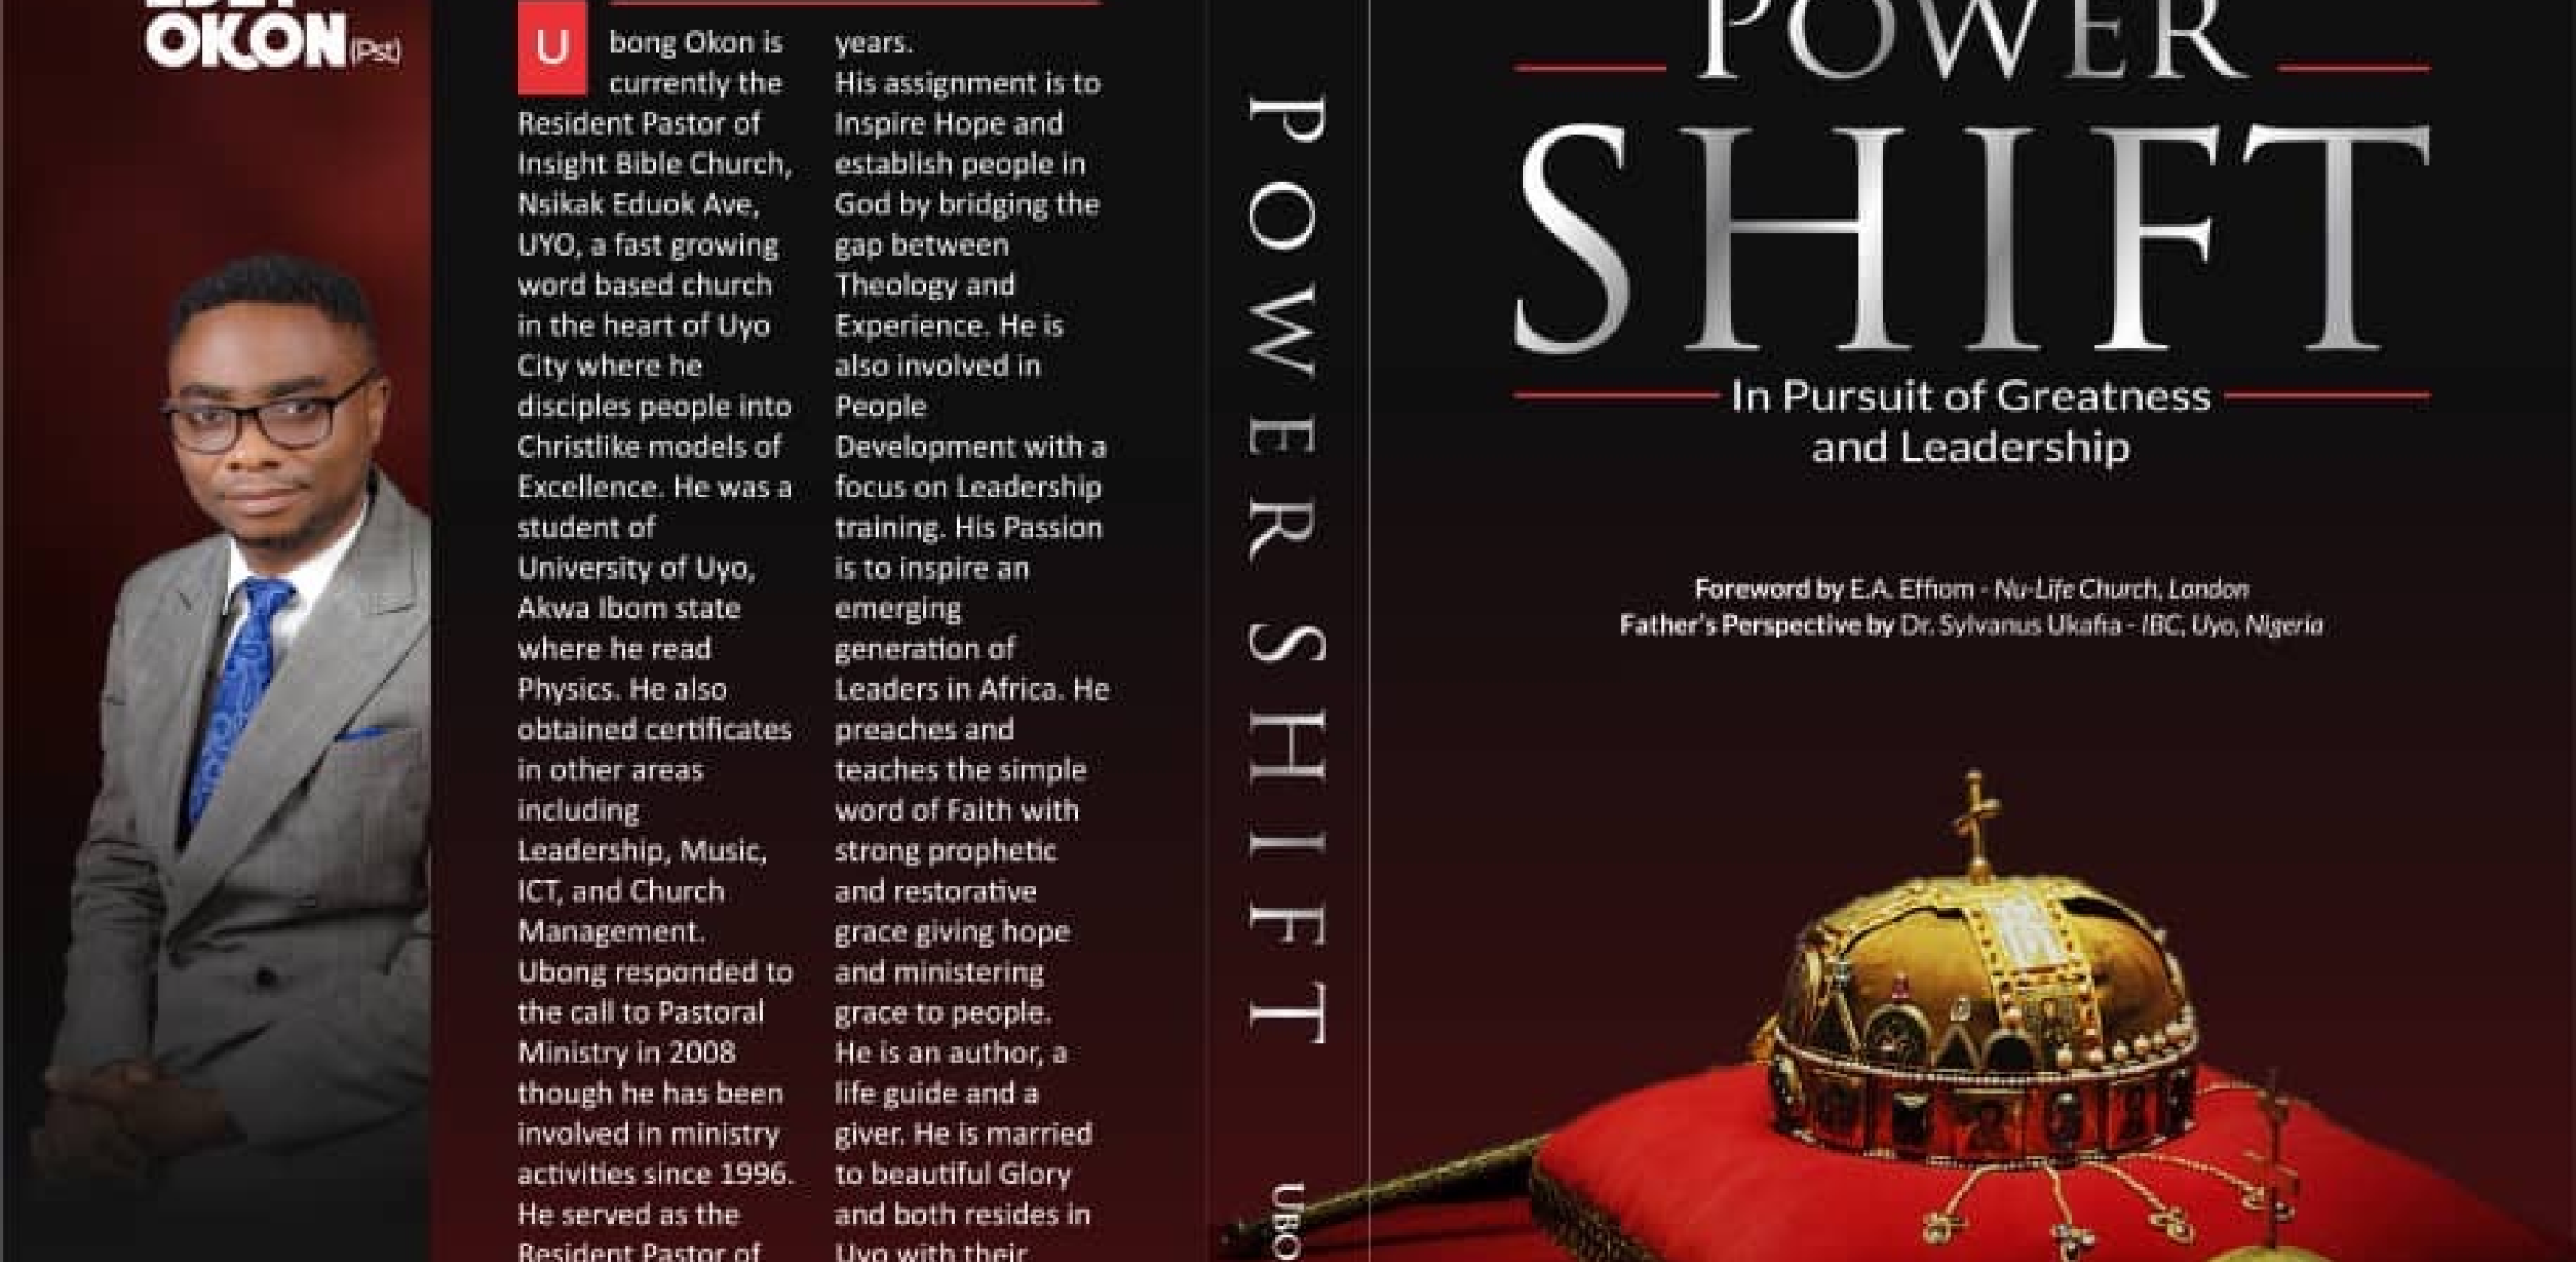 OKON (Pst)
U
bong Okon is
currently the
Resident Pastor of
Insight Bible Church,
Nsikak Eduok Ave,
UYO, a fast growing
word based church
in the heart of Uyo
City where he
disciples people into
Christlike models of
Excellence. He was a
student of
University of Uyo,
Akwa Ibom state
where he read
Physics. He also
obtained certificates
in other areas
including
Leadership, Music,
ICT, and Church
Management.
Ubong responded to
the call to Pastoral
Ministry in 2008
though he has been
involved in ministry
activities since 1996.
He served as the
Resident Pastor of
years.
His assignment is to
Inspire Hope and
establish people in
God by bridging the
gap between
Theology and
Experience. He is
also involved in
People
Development with a
focus on Leadership
training. His Passion
is to inspire an
emerging
generation of
Leaders in Africa. He
preaches and
teaches the simple
word of Faith with
strong prophetic
and restorative
grace giving hope
and ministering
grace to people.
He is an author, a
life guide and a
giver. He is married
to beautiful Glory
and both resides in
Uyo with their
POWER SHIFT
UBO
POWER
SHIFT
In Pursuit of Greatness
and Leadership
Foreword by E.A. Effiom - Nu-Life Church, London
Father's Perspective by Dr. Sylvanus Ukafia - IBC, Uyo, Nigeria